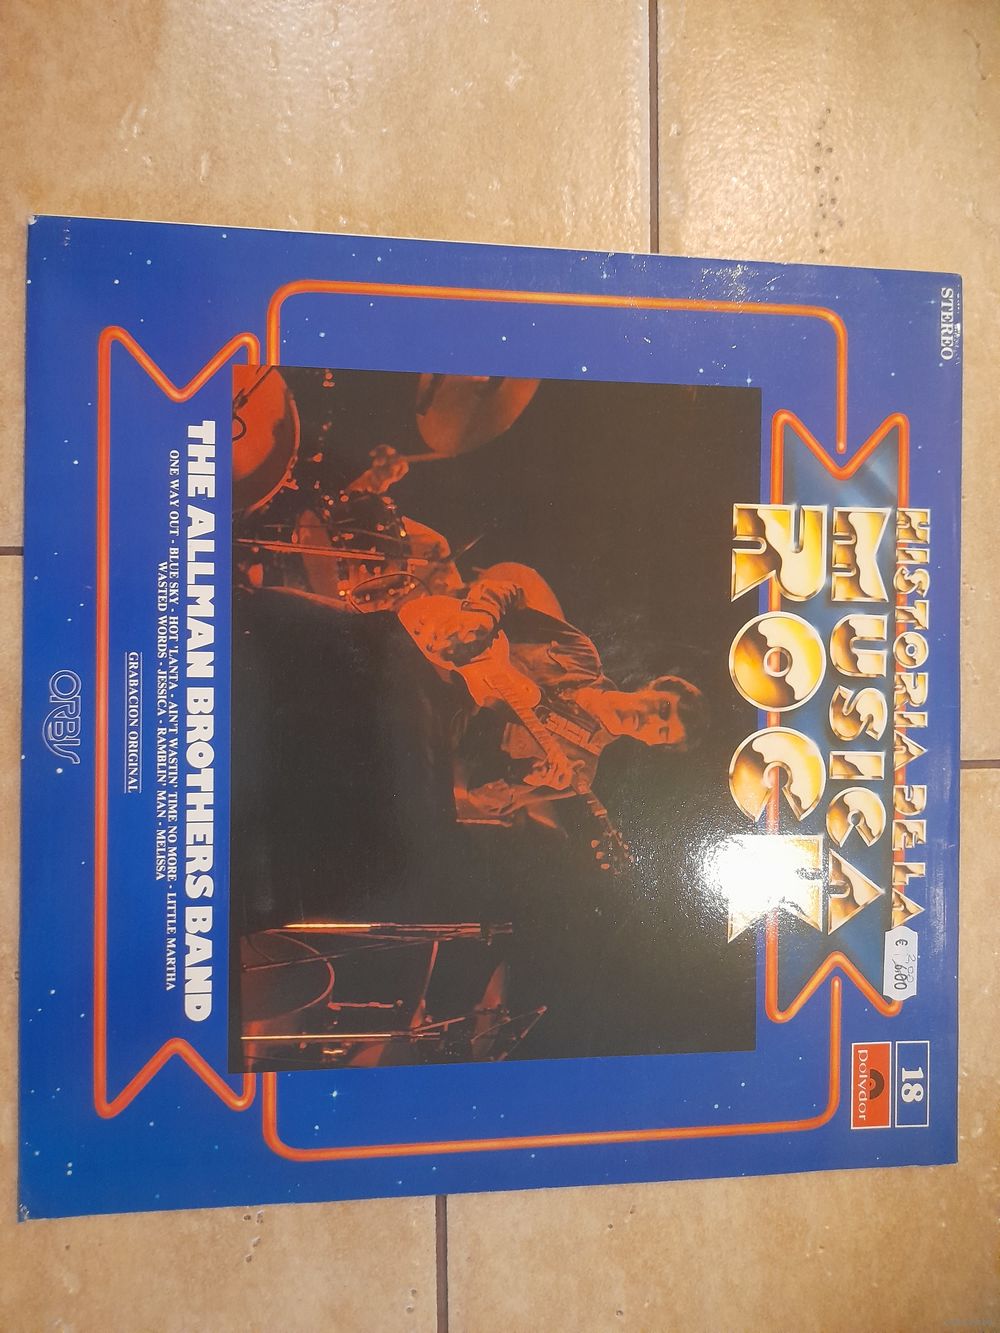 STEREO
HISTORIA DE LA
MUSICA
ROCK
18
polydor
THE ALLMAN BROTHERS BAND
ONE WAY OUT - BLUE SKY - HOT 'LANTA - AIN'T WASTIN' TIME NO MORE - LITTLE MARTHA
WASTED WORDS - JESSICA - RAMBLIN' MAN - MELISSA
GRABACION ORIGINAL
ORBIS